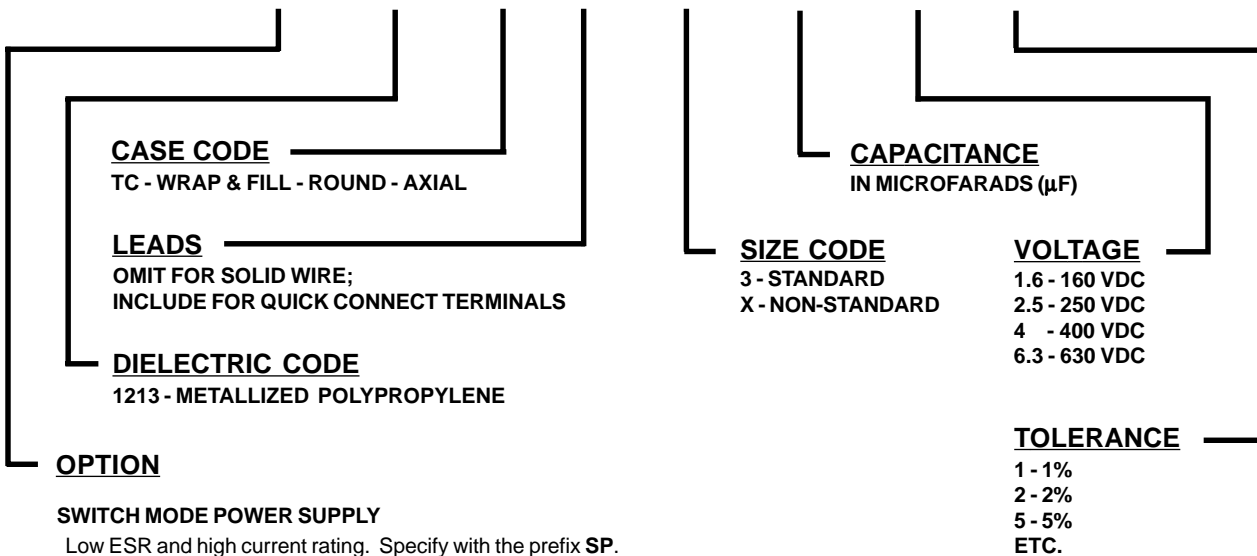 CASE CODE
TC - WRAP & FILL - ROUND - AXIAL
LEADS
OMIT FOR SOLID WIRE;
INCLUDE FOR QUICK CONNECT TERMINALS
DIELECTRIC CODE
1213 - METALLIZED POLYPROPYLENE
OPTION
SWITCH MODE POWER SUPPLY
Low ESR and high current rating. Specify with the prefix SP.
CAPACITANCE
IN MICROFARADS (µF)
SIZE CODE
3 - STANDARD
X - NON-STANDARD
VOLTAGE
1.6 - 160 VDC
2.5 - 250 VDC
4 - 400 VDC
6.3 - 630 VDC
TOLERANCE
1 - 1%
2 - 2%
5 - 5%
ETC.